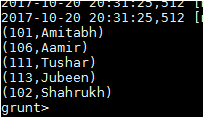 2017-10-20 20:31:25,512 [
2017-10-20 20:31:25,512 [
(101,Amitabh)
(106,Aamir)
(111,Tushar)
(113,Jubeen)
(102,Shahrukh)
grunt>